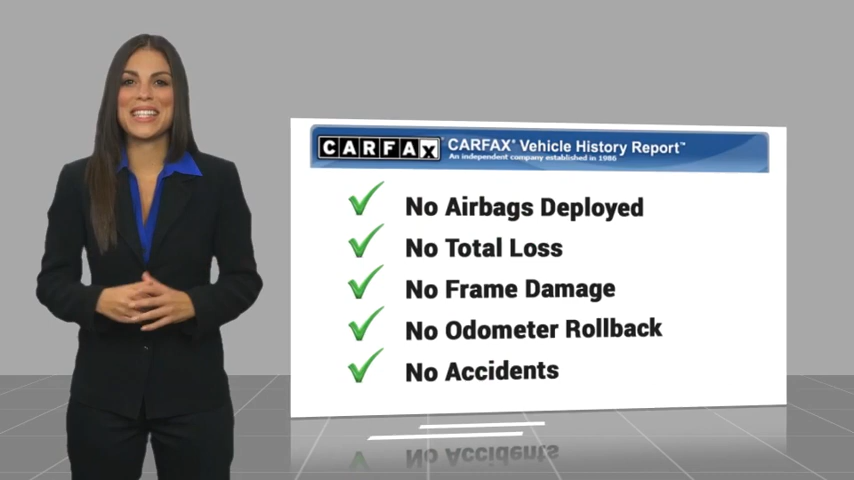 CARFAX CARFAX® Vehicle History Report™
An independent company established in 1986
No Airbags Deployed
No Total Loss
No Frame Damage
No Odometer Rollback
No Accidents
No Accidents